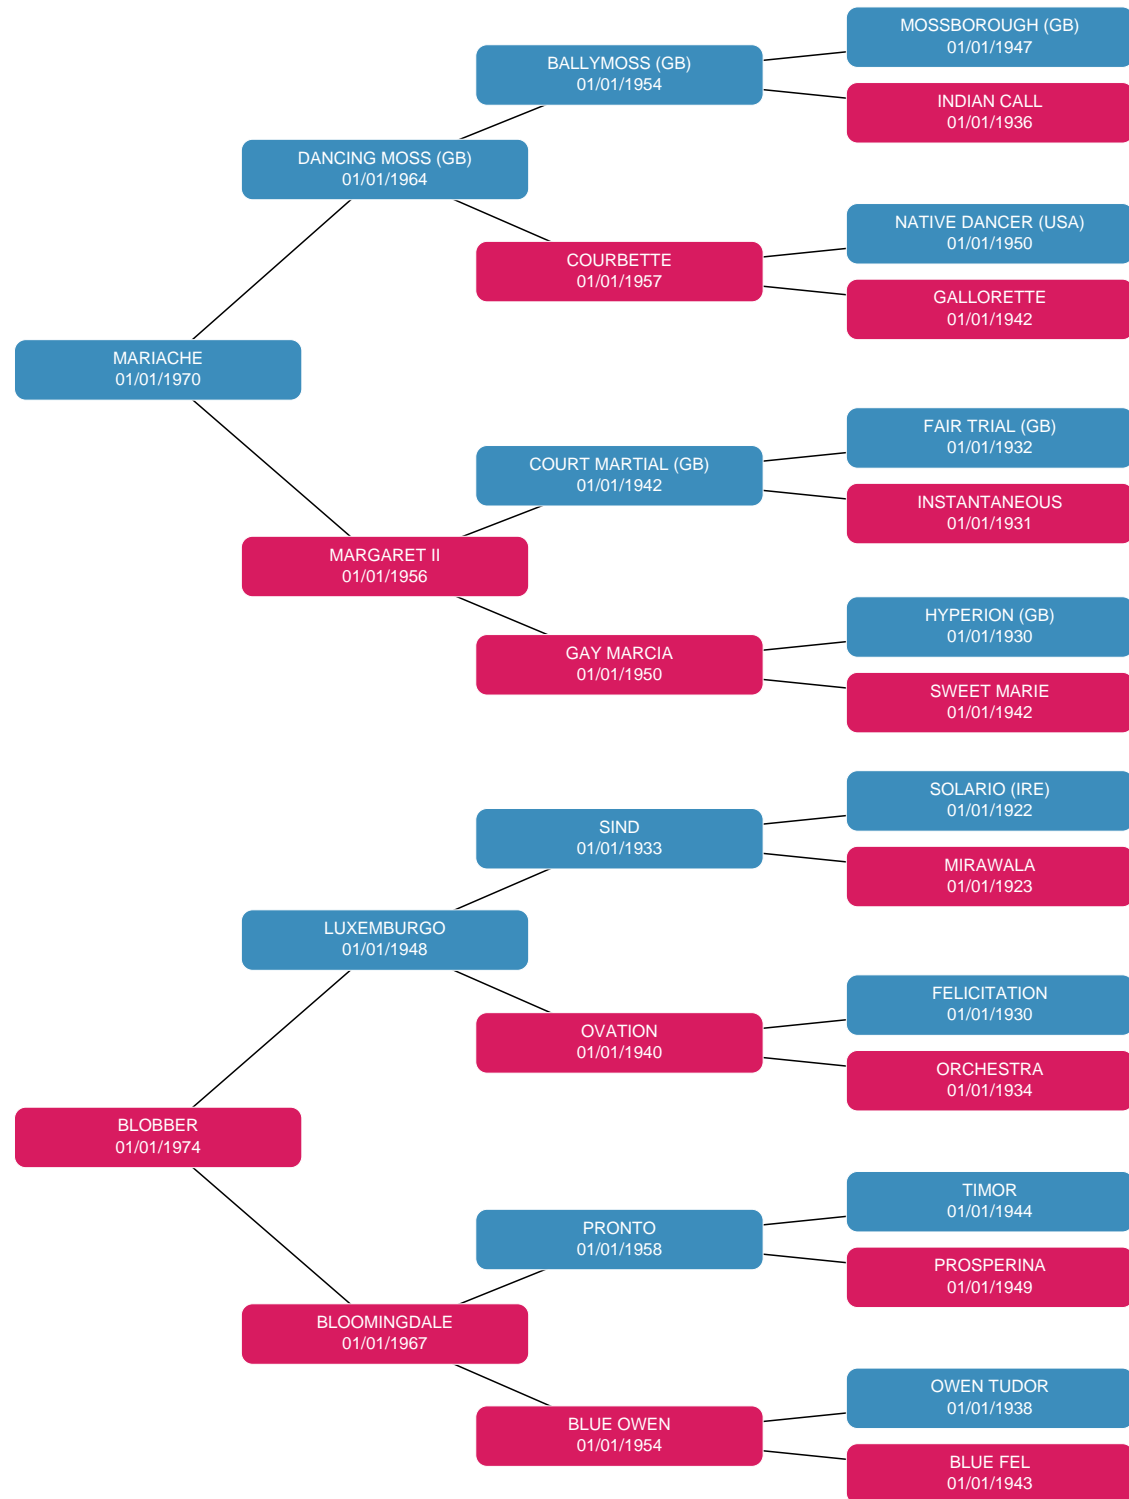 MOSSBOROUGH (GB)
01/01/1947
BALLYMOSS (GB)
01/01/1954
INDIAN CALL
01/01/1936
DANCING MOSS (GB)
01/01/1964
NATIVE DANCER (USA)
01/01/1950
COURBETTE
01/01/1957
GALLORETTE
01/01/1942
MARIACHE
01/01/1970
FAIR TRIAL (GB)
01/01/1932
COURT MARTIAL (GB)
01/01/1942
INSTANTANEOUS
01/01/1931
MARGARET II
01/01/1956
HYPERION (GB)
01/01/1930
GAY MARCIA
01/01/1950
SWEET MARIE
01/01/1942
SOLARIO (IRE)
01/01/1922
SIND
01/01/1933
MIRAWALA
01/01/1923
LUXEMBURGO
01/01/1948
FELICITATION
01/01/1930
OVATION
01/01/1940
ORCHESTRA
01/01/1934
BLOBBER
01/01/1974
TIMOR
01/01/1944
PRONTO
01/01/1958
PROSPERINA
01/01/1949
BLOOMINGDALE
01/01/1967
OWEN TUDOR
01/01/1938
BLUE OWEN
01/01/1954
BLUE FEL
01/01/1943